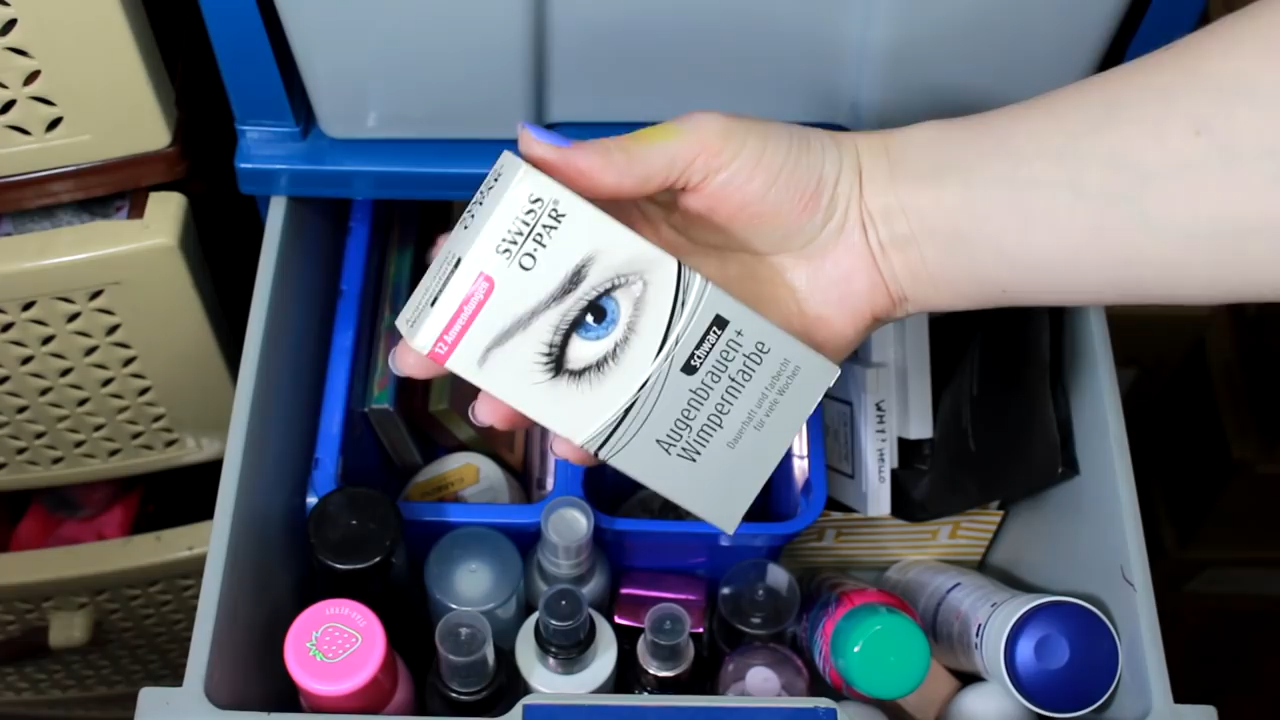 SWISS
O·PAR®
12 Anwendungen
schwarz
Augenbrauen+
Wimpernfarbe
Dauerhaft und farbecht
für viele Wochen
WHY HELLO